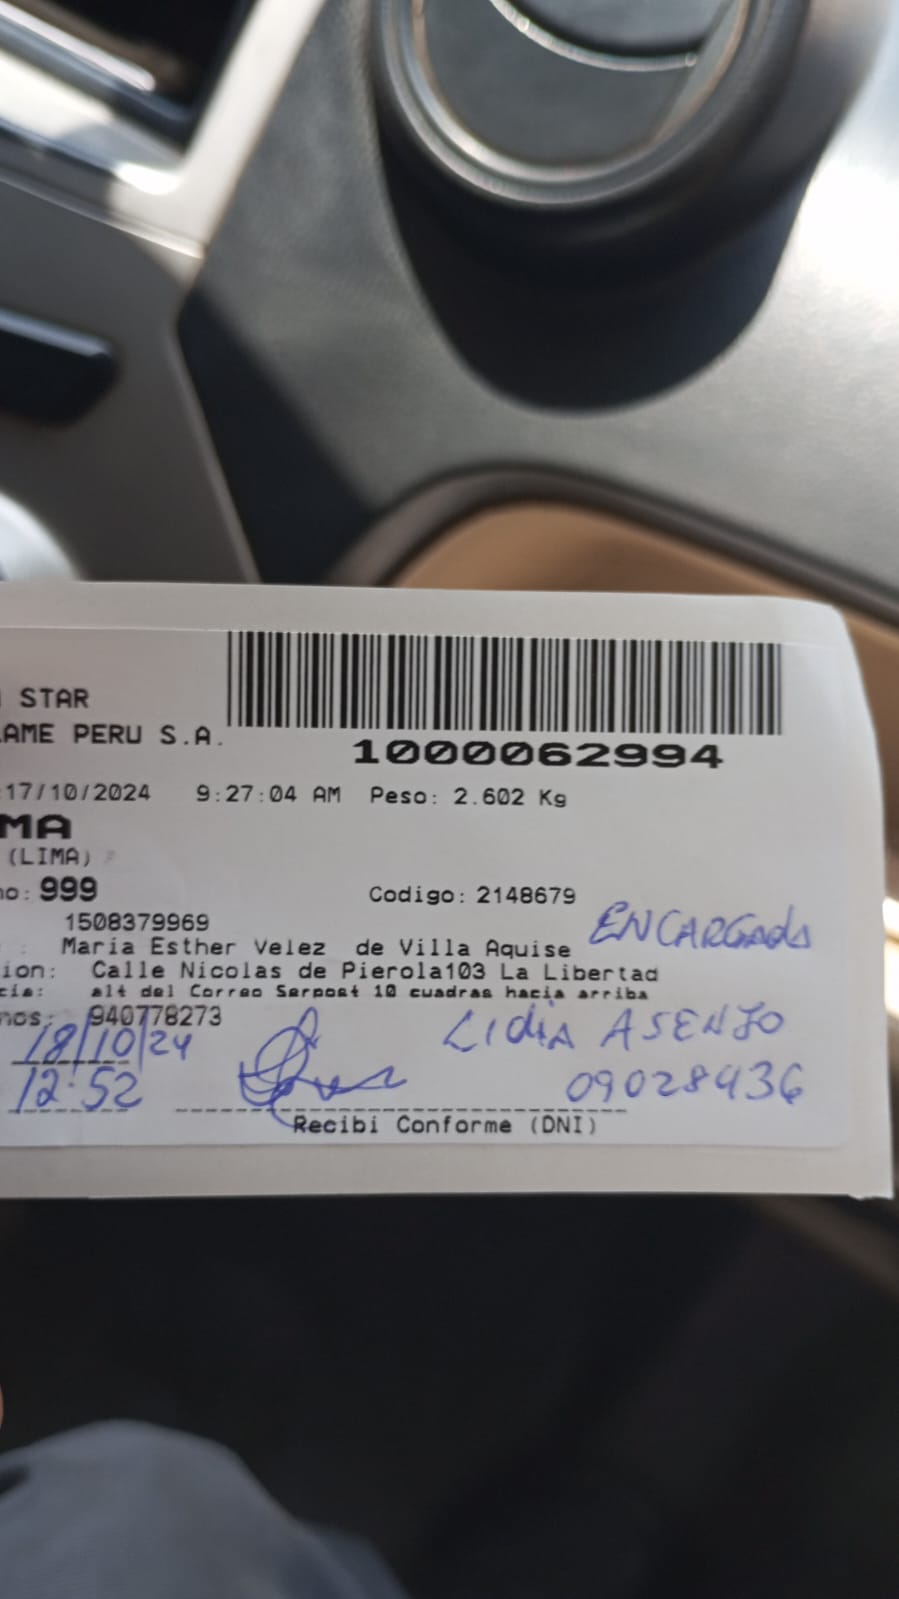 STAR
LAME PERU S.A.
1000062994
:17/10/2024 9:27:04 AM Peso: 2.602 Kg
MA
(LIMA)
no: 999 Codigo: 2148679
1508379969
ENCARGADA
: Maria Esther Velez de Villa Aquise
ion: Calle Nicolas de Pierola103 La Libertad
cia: alt del Correo Serpost 10 cuadras hacia arriba
nos: 940778273
18/10/24 LIDIA ASENJO
12:52 09028436
Recibi Conforme (DNI)